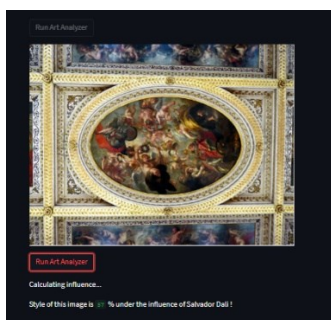 Run Art Analyzer
Run Art Analyzer
Calculating influence...
Style of this image is % under the influence of Salvador Dali !